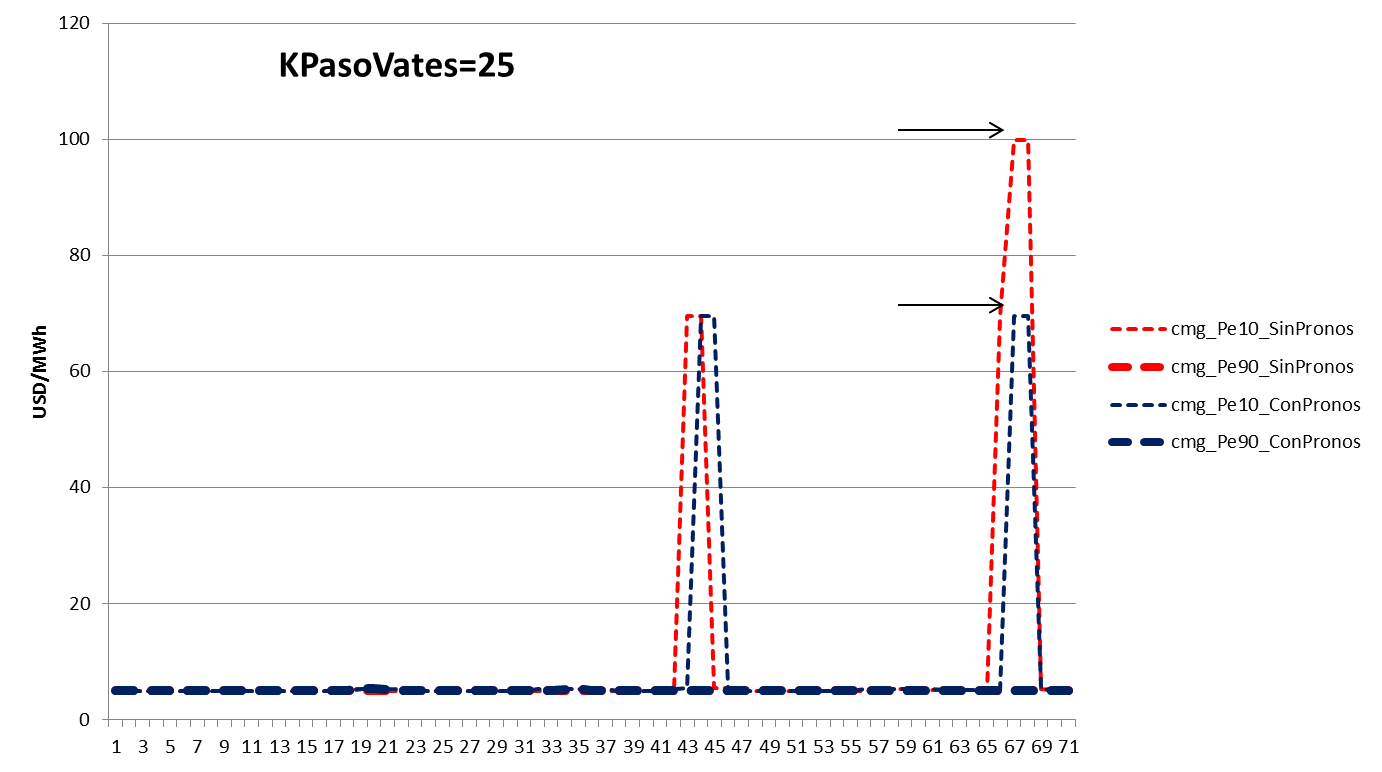 KPasoVates=25
120
100
80
60
40
20
0
USD/MWh
1 3 5 7 9 11 13 15 17 19 21 23 25 27 29 31 33 35 37 39 41 43 45 47 49 51 53 55 57 59 61 63 65 67 69 71
cmg_Pe10_SinPronos
cmg_Pe90_SinPronos
cmg_Pe10_ConPronos
cmg_Pe90_ConPronos